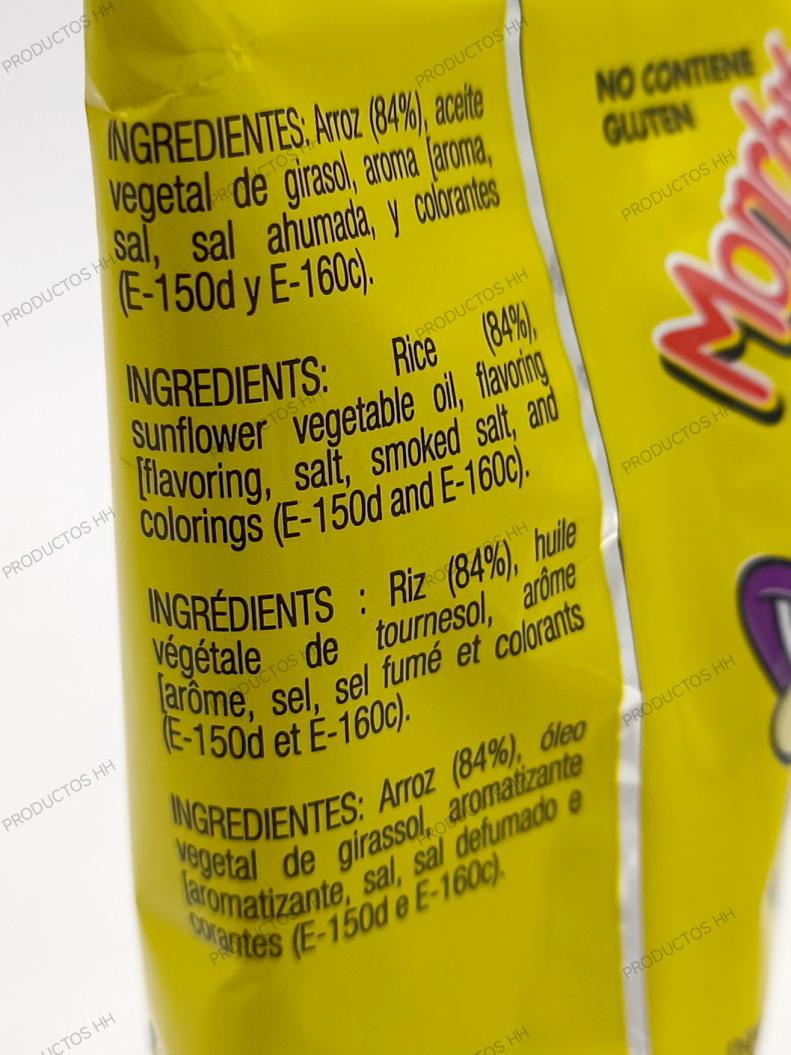 INGREDIENTES: Arroz (84%), aceite
vegetal de girasol, aroma [aroma,
sal, sal ahumada, y colorantes
(E-150d y E-160c).
INGREDIENTS: Rice (84%),
sunflower vegetable oil, flavoring
[flavoring, salt, smoked salt, and
colorings (E-150d and E-160c).
INGRÉDIENTS : Riz (84%), huile
végétale de tournesol, arôme
[arôme, sel, sel fumé et colorants
(E-150d et E-160c).
INGREDIENTES: Arroz (84%), óleo
vegetal de girassol, aromatizante
[aromatizante, sal, sal defumado e
corantes (E-150d e E-160c).
NO CONTIENE
GLUTEN
PRODUCTOS HH